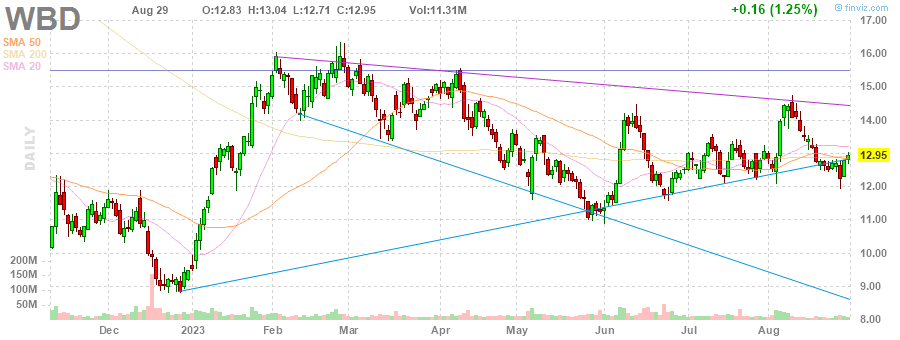 WBD Aug 29 O:12.83 H:13.04 L:12.71 C:12.95 Vol:11.31M +0.16 (1.25%) © finviz.com
SMA 50
SMA 200
SMA 20
DAILY
17.00
16.00
15.00
14.00
12.95
12.00
11.00
10.00
9.00
8.00
200M
150M
100M
50M
Dec 2023 Feb Mar Apr May Jun Jul Aug